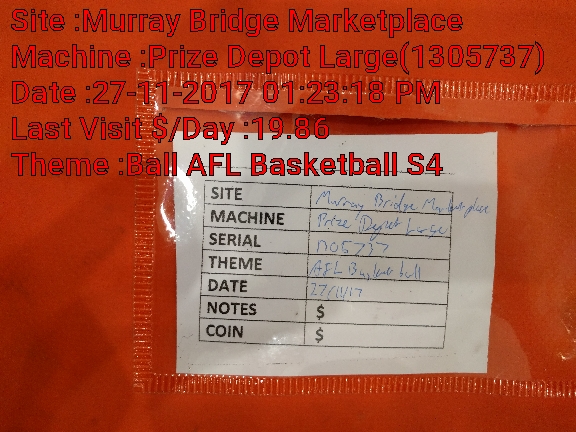 Site :Murray Bridge Marketplace
Machine :Prize Depot Large(1305737)
Date :27-11-2017 01:23:18 PM
Last Visit $/Day :19.86
Theme :Ball AFL Basketball S4
SITE Murray Bridge Marketplace
MACHINE Prize Depot Large
SERIAL 1305737
THEME AFL Basketball
DATE 27/11/17
NOTES $
COIN $